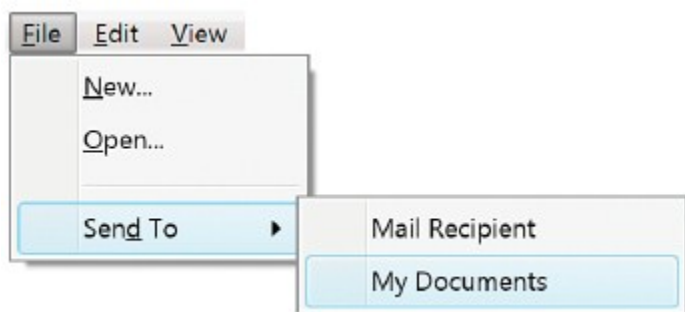 File Edit View
New...
Open...
Send To
Mail Recipient
My Documents